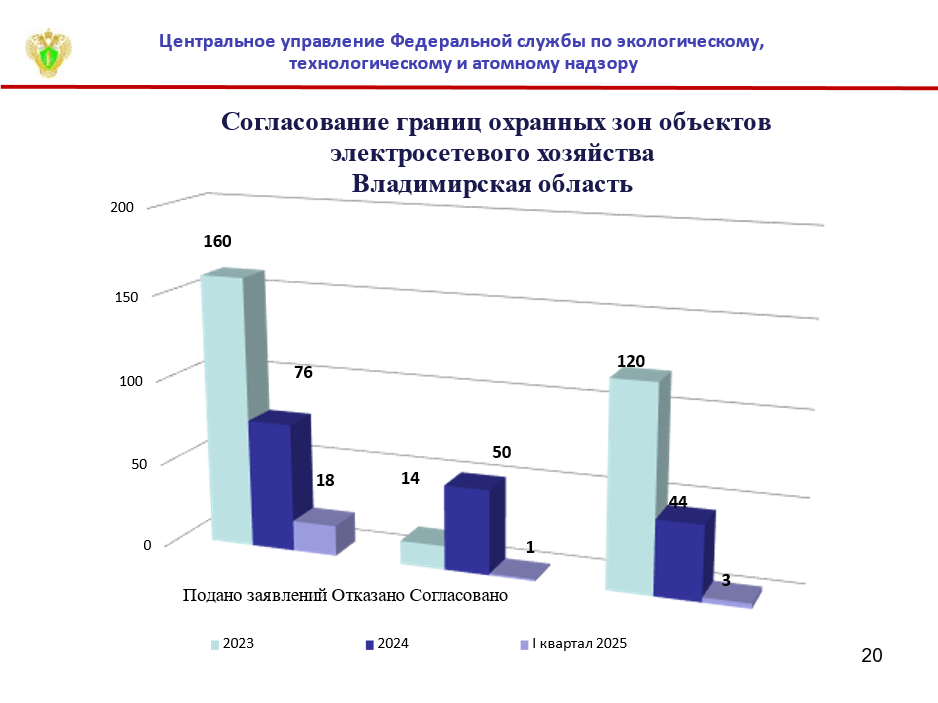 Центральное управление Федеральной службы по экологическому,
технологическому и атомному надзору
Согласование границ охранных зон объектов
электросетевого хозяйства
Владимирская область
200
160
150
120
100
76
50
50
44
18
14
1
3
0
Подано заявлений Отказано Согласовано
2023
2024
I квартал 2025
20